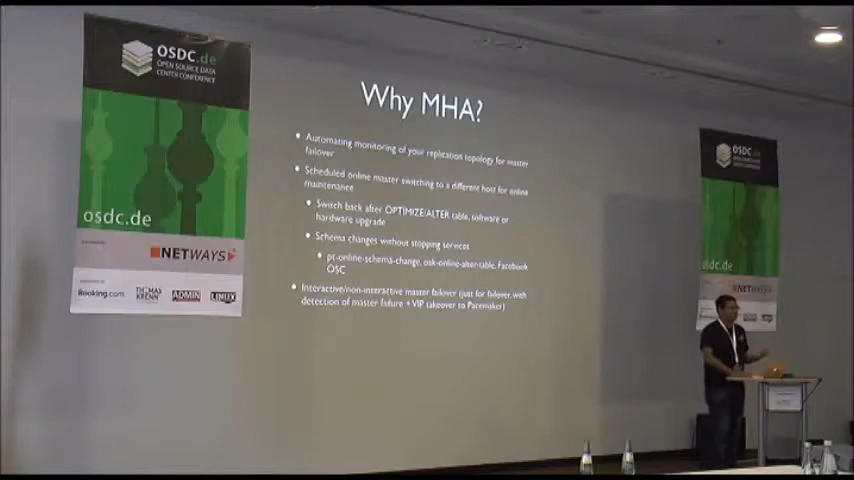 OSDC.de
OPEN SOURCE DATA
CENTER CONFERENCE
osdc.de
NETWAYS
Booking.com
THOMAS
KRENN
ADMIN
LINUX
Why MHA?
Automating monitoring of your replication topology for master
failover
Scheduled online master switching to a different host for online
maintenance
Switch back after OPTIMIZE/ALTER table, software or
hardware upgrade
Schema changes without stopping services
pt-online-schema-change, oak-online-alter-table, Facebook
OSC
Interactive/non-interactive master failover (just for failover, with
detection of master failure + VIP takeover to Pacemaker)
OSDC.de
osdc.de
NETWAYS